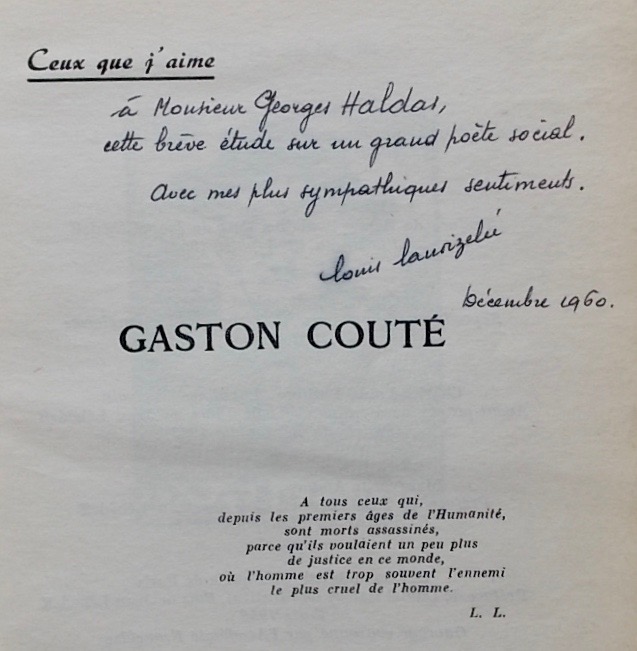 Ceux que j'aime
à Monsieur Georges Haldas,
cette brève étude sur un grand poète social.
Avec mes plus sympathiques sentiments.
Louis Lanoizelée
Décembre 1960.
GASTON COUTÉ
A tous ceux qui,
depuis les premiers âges de l'Humanité,
sont morts assassinés,
parce qu'ils voulaient un peu plus
de justice en ce monde,
où l'homme est trop souvent l'ennemi
le plus cruel de l'homme.
L. L.